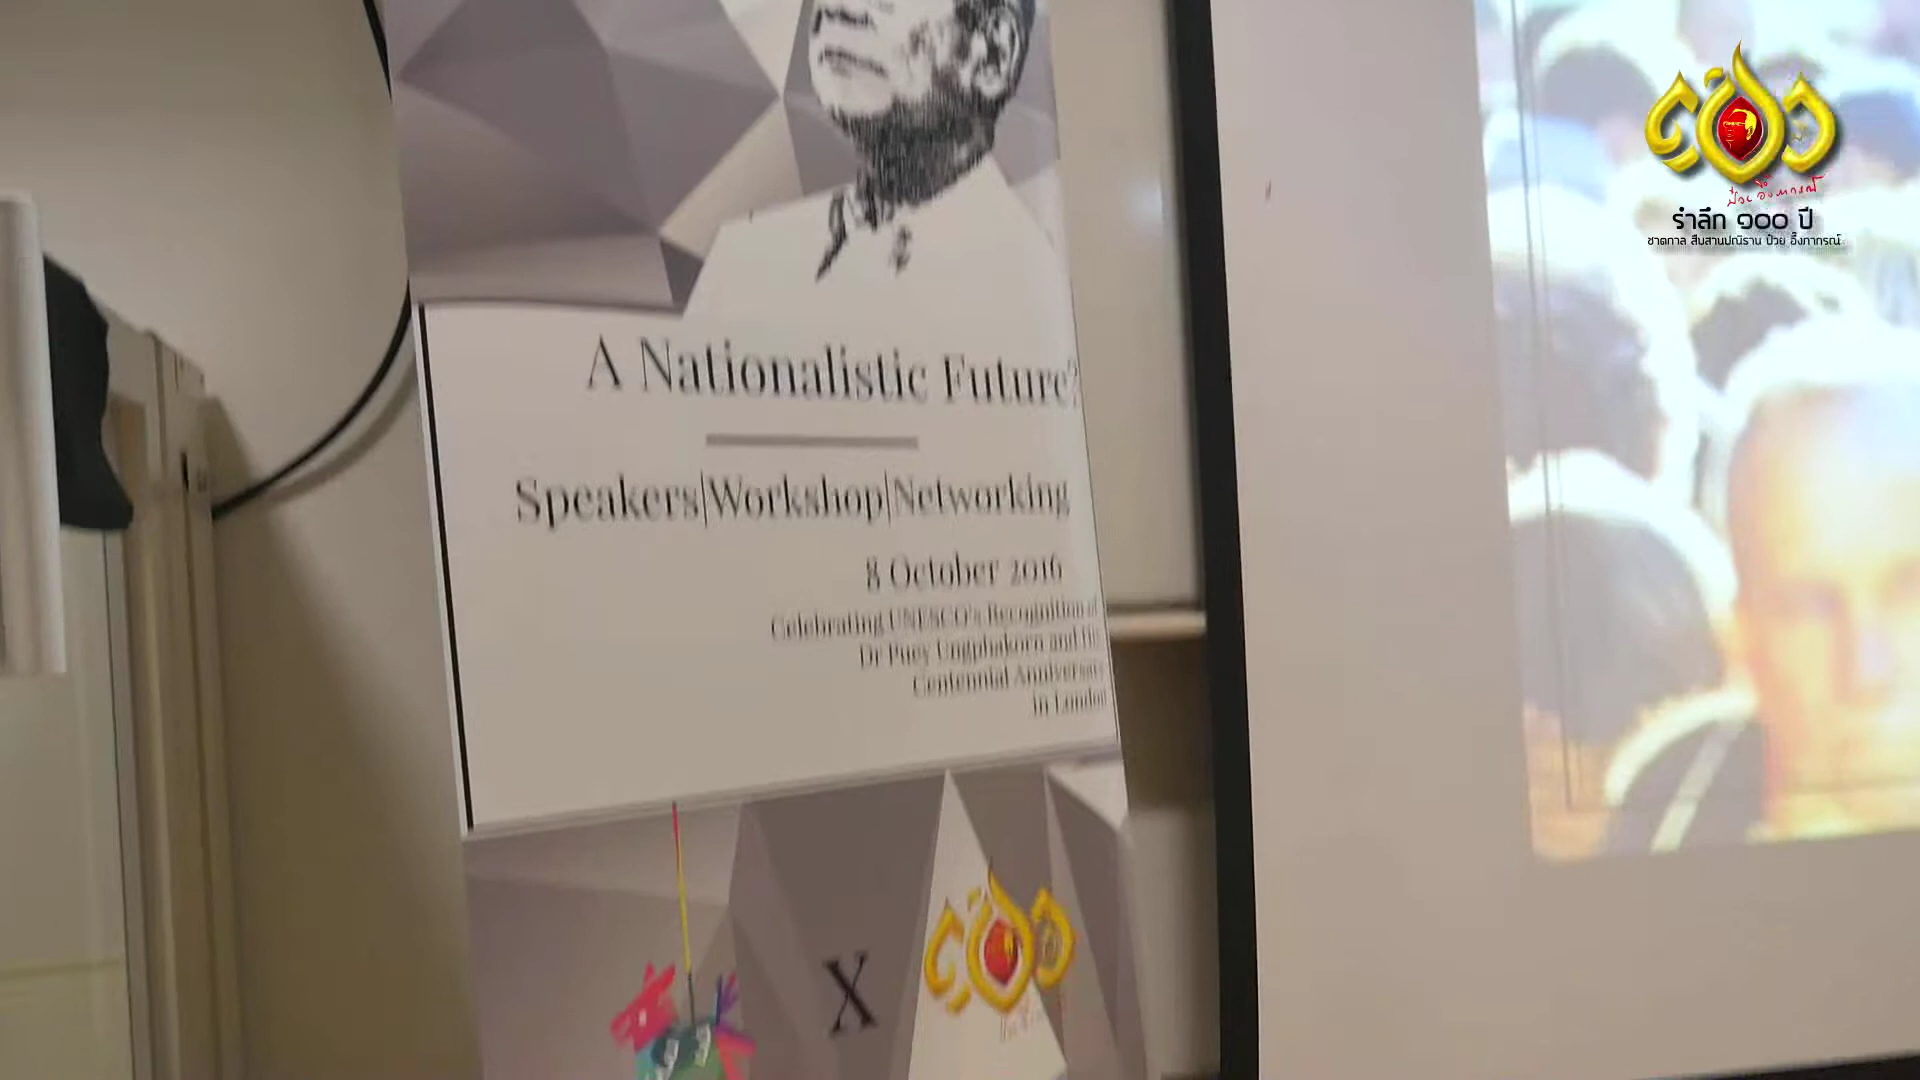 A Nationalistic Future?
Speakers|Workshop|Networking
8 October 2016
Celebrating UNESCO's Recognition of
Dr Puey Ungphakorn and His
Centennial Anniversary
in London
X
ป๋วย อึ๊งภากรณ์
รำลึก ๑๐๐ ปี
ชาตกาล สืบสานปณิธาน ป๋วย อึ๊งภากรณ์